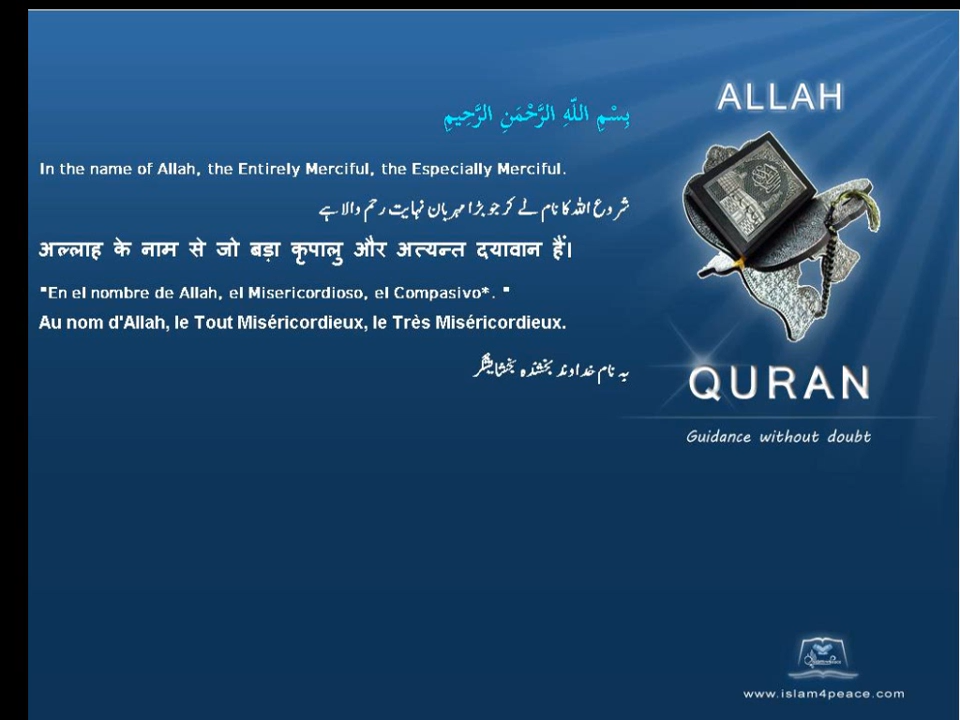 بِسْمِ اللَّهِ الرَّحْمَنِ الرَّحِيمِ
In the name of Allah, the Entirely Merciful, the Especially Merciful.
شروع الله کا نام لے کر جو بڑا مہربان نہایت رحم والا ہے
अल्लाह के नाम से जो बड़ा कृपालु और अत्यन्त दयावान हैं।
"En el nombre de Allah, el Misericordioso, el Compasivo*. "
Au nom d'Allah, le Tout Miséricordieux, le Très Miséricordieux.
به نام خداوند بخشنده بخشایشگر
ALLAH
QURAN
Guidance without doubt
www.islam4peace.com